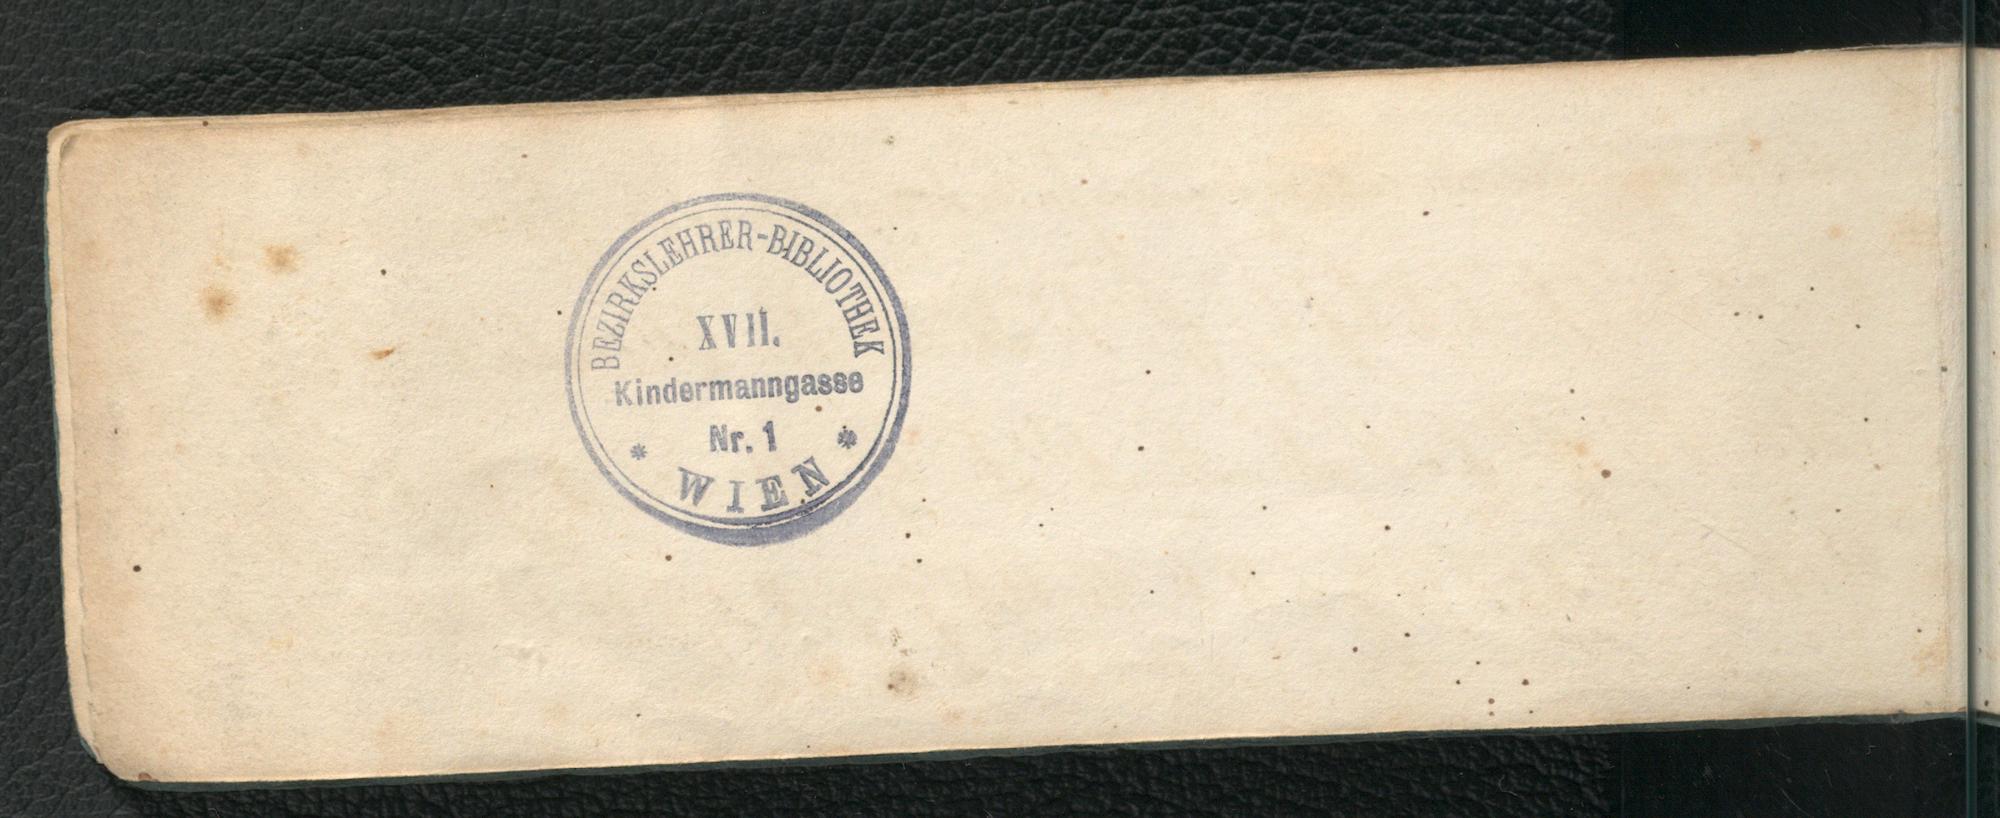 BEZIRKSLEHRER-BIBLIOTHEK
XVII.
Kindermanngasse
Nr. 1
* WIEN *